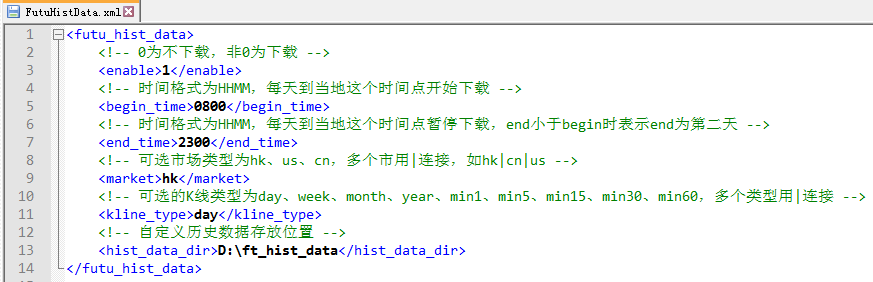 FutuHistData.xml
1 <futu_hist_data>
2 <!-- 0为不下载，非0为下载 -->
3 <enable>1</enable>
4 <!-- 时间格式为HHMM，每天到当地这个时间点开始下载 -->
5 <begin_time>0800</begin_time>
6 <!-- 时间格式为HHMM，每天到当地这个时间点暂停下载，end小于begin时表示end为第二天 -->
7 <end_time>2300</end_time>
8 <!-- 可选市场类型为hk、us、cn，多个市用|连接，如hk|cn|us -->
9 <market>hk</market>
10 <!-- 可选的K线类型为day、week、month、year、min1、min5、min15、min30、min60，多个类型用|连接 -->
11 <kline_type>day</kline_type>
12 <!-- 自定义历史数据存放位置 -->
13 <hist_data_dir>D:\ft_hist_data</hist_data_dir>
14 </futu_hist_data>